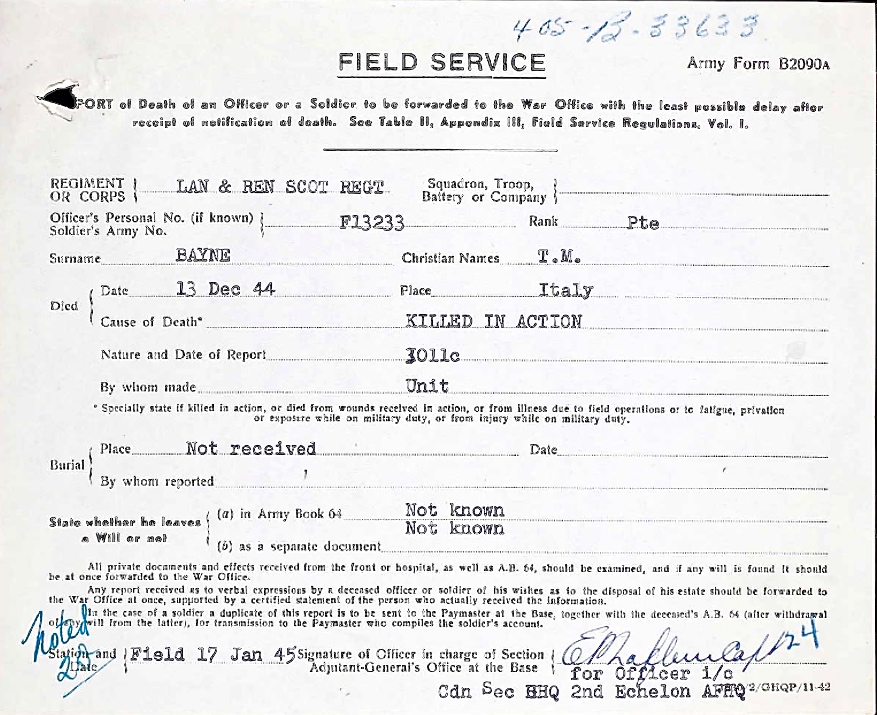 405-B-33633
FIELD SERVICE
Army Form B2090A
PORT of Death of an Officer or a Soldier to be forwarded to the War Office with the least possible delay after
receipt of notification of death. See Table II, Appendix III, Field Service Regulations, Vol. I.
REGIMENT OR CORPS LAN & REN SCOT REGT Squadron, Troop, Battery or Company
Officer's Personal No. (if known) Soldier's Army No. F13233 Rank Pte
Surname BAYNE Christian Names T.M.
Died Date 13 Dec 44 Place Italy
Cause of Death* KILLED IN ACTION
Nature and Date of Report 3011c
By whom made Unit
* Specially state if killed in action, or died from wounds received in action, or from illness due to field operations or to fatigue, privation
or exposure while on military duty, or from injury while on military duty.
Burial Place Not received Date
By whom reported
State whether he leaves a Will or not (a) in Army Book 64 Not known
Not known
(b) as a separate document
All private documents and effects received from the front or hospital, as well as A.B. 64, should be examined, and if any will is found it should
be at once forwarded to the War Office.
Any report received as to verbal expressions by a deceased officer or soldier of his wishes as to the disposal of his estate should be forwarded to
the War Office at once, supported by a certified statement of the person who actually received the information.
In the case of a soldier a duplicate of this report is to be sent to the Paymaster at the Base, together with the deceased's A.B. 64 (after withdrawal
of any will from the latter), for transmission to the Paymaster who compiles the soldier's account.
Noted
Station and Date Field 17 Jan 45 Signature of Officer in charge of Section
Adjutant-General's Office at the Base
24
for Officer i/c
Cdn Sec BHQ 2nd Echelon AFHQ 2/GHQP/11-42